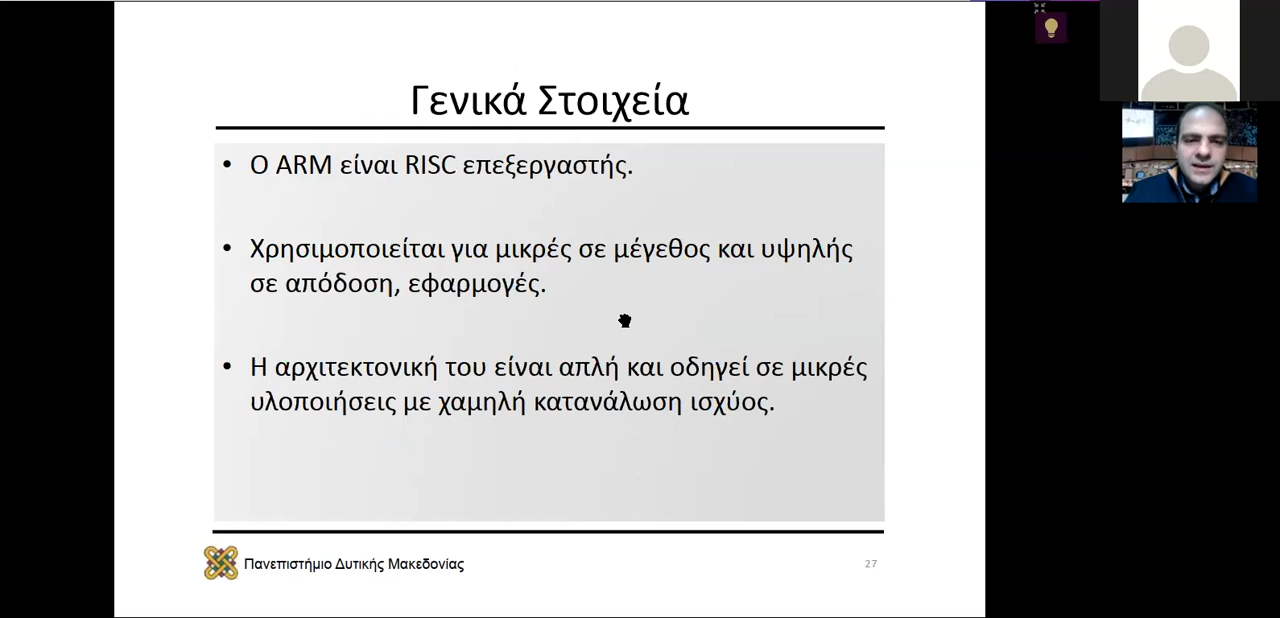 Γενικά Στοιχεία
• Ο ARM είναι RISC επεξεργαστής.
• Χρησιμοποιείται για μικρές σε μέγεθος και υψηλής
σε απόδοση, εφαρμογές.
• Η αρχιτεκτονική του είναι απλή και οδηγεί σε μικρές
υλοποιήσεις με χαμηλή κατανάλωση ισχύος.
Πανεπιστήμιο Δυτικής Μακεδονίας
27